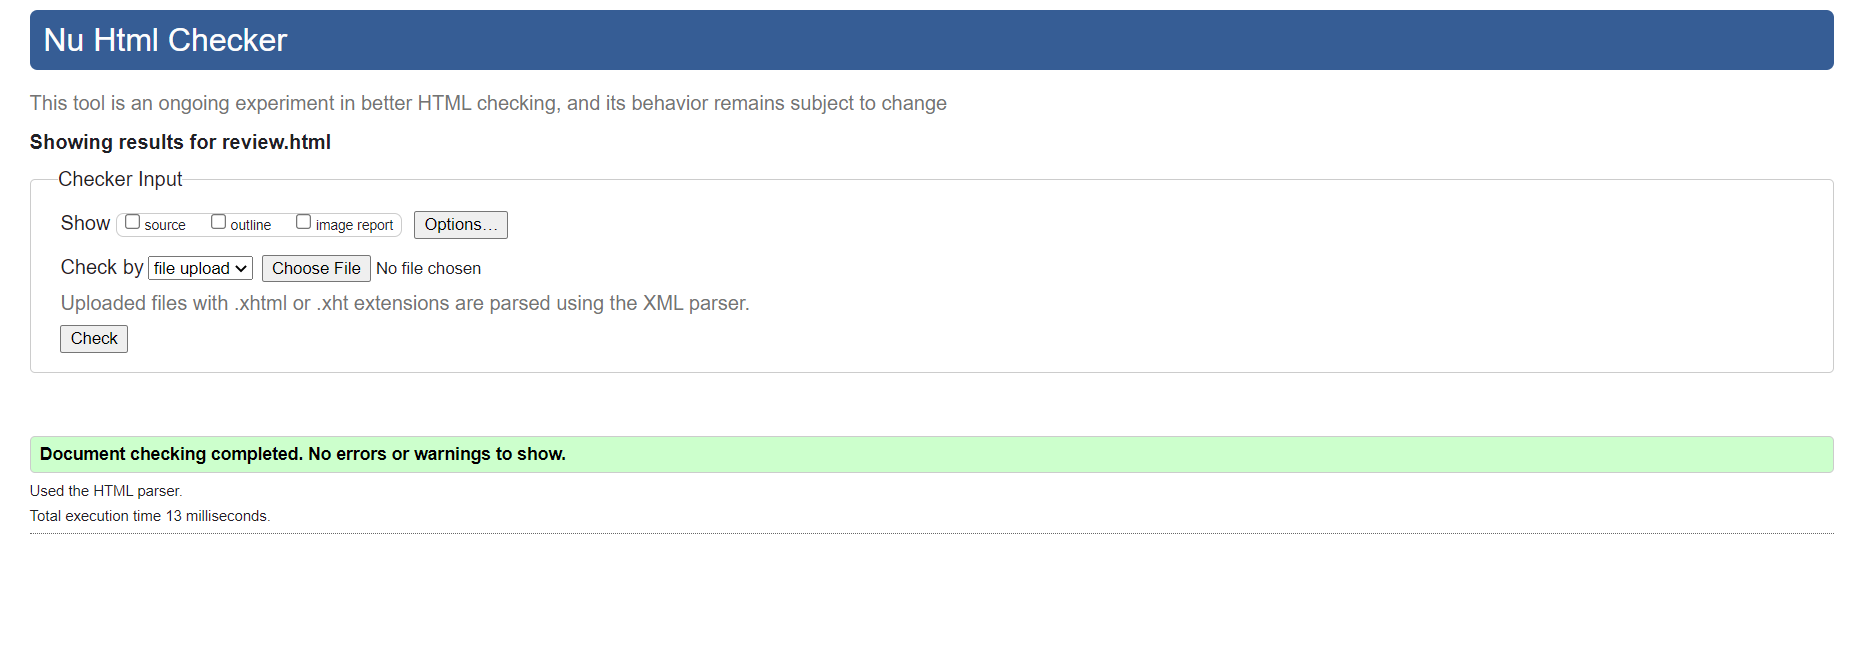 Nu Html Checker
This tool is an ongoing experiment in better HTML checking, and its behavior remains subject to change
Showing results for review.html
Checker Input
Show source outline image report Options…
Check by file upload Choose File No file chosen
Uploaded files with .xhtml or .xht extensions are parsed using the XML parser.
Check
Document checking completed. No errors or warnings to show.
Used the HTML parser.
Total execution time 13 milliseconds.